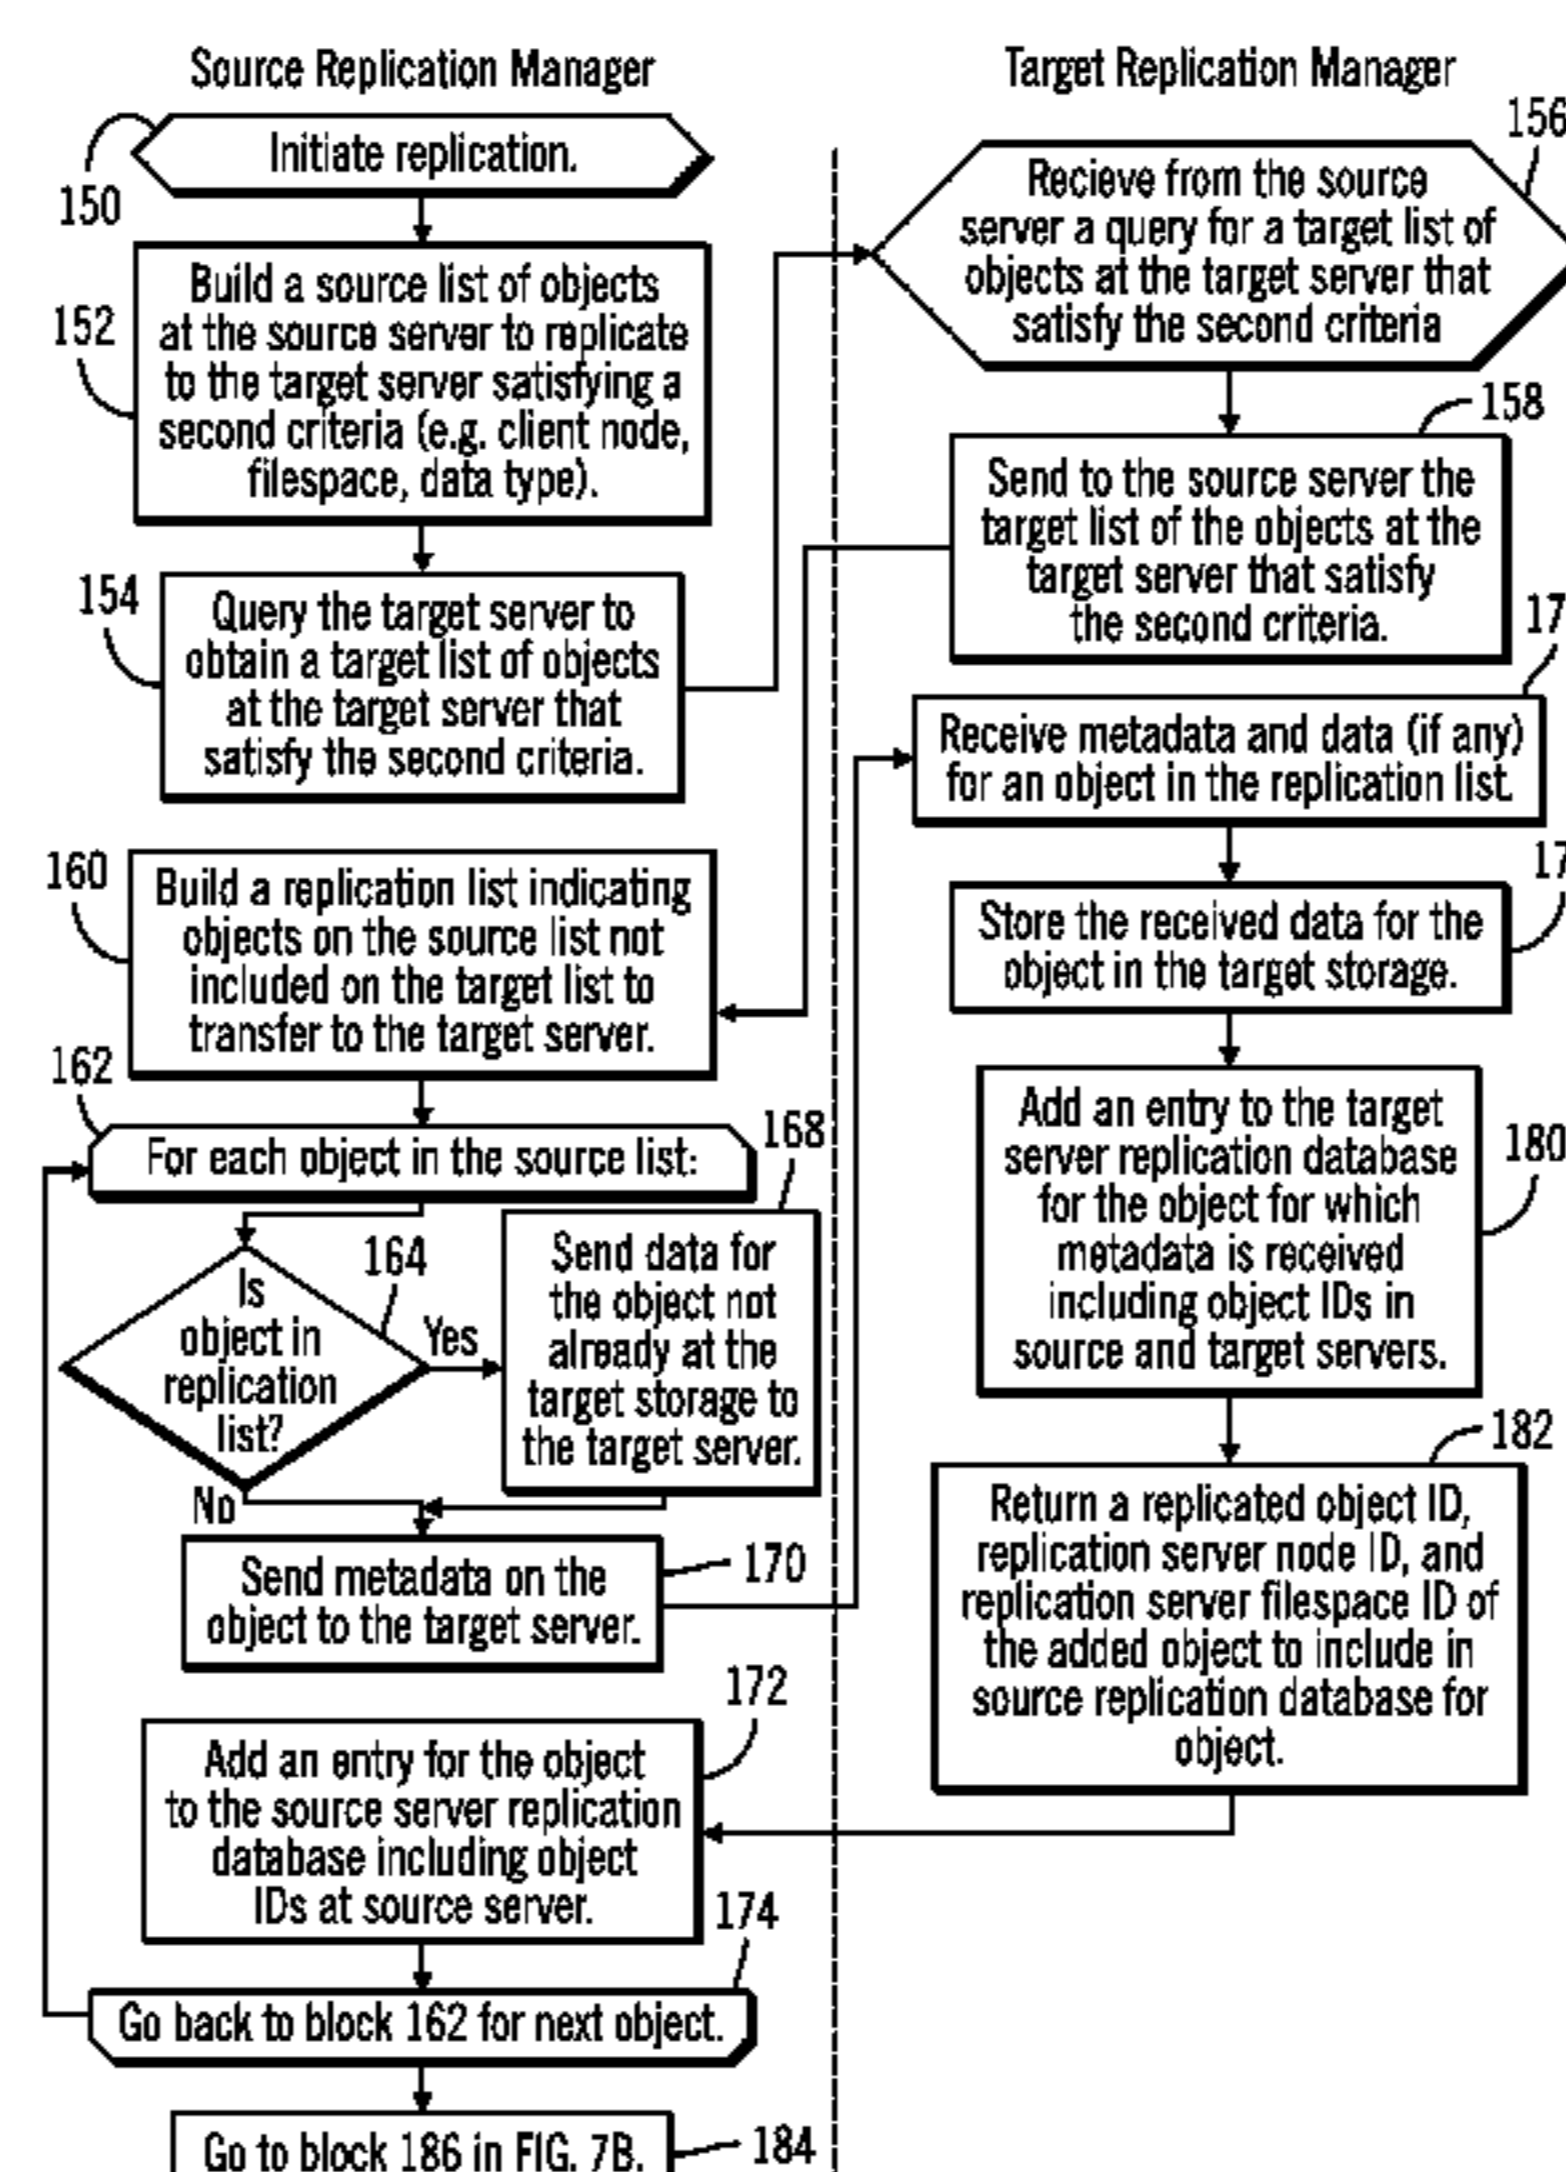 Source Replication Manager
Initiate replication.
150
Build a source list of objects
at the source server to replicate
to the target server satisfying a
second criteria (e.g. client node,
filespace, data type).
152
Query the target server to
obtain a target list of objects
at the target server that
satisfy the second criteria.
154
Build a replication list indicating
objects on the source list not
included on the target list to
transfer to the target server.
160
162
For each object in the source list:
Is
object in
replication
list?
164
Yes
No
168
Send data for
the object not
already at the
target storage to
the target server.
Send metadata on the
object to the target server.
170
172
Add an entry for the object
to the source server replication
database including object
IDs at source server.
174
Go back to block 162 for next object.
Go to block 186 in FIG. 7B.
184
Target Replication Manager
156
Recieve from the source
server a query for a target list of
objects at the target server that
satisfy the second criteria
158
Send to the source server the
target list of the objects at the
target server that satisfy
the second criteria.
17
Receive metadata and data (if any)
for an object in the replication list.
17
Store the received data for the
object in the target storage.
Add an entry to the target
server replication database
for the object for which
metadata is received
including object IDs in
source and target servers.
180
182
Return a replicated object ID,
replication server node ID, and
replication server filespace ID of
the added object to include in
source replication database for
object.